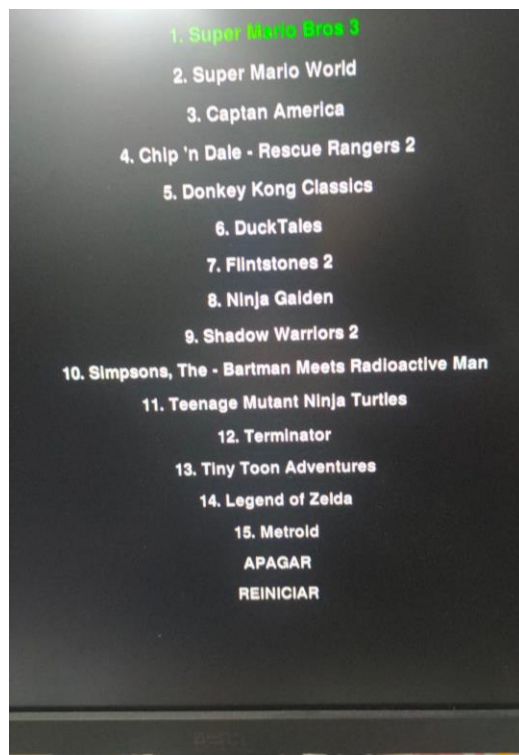 1. Super Mario Bros 3
2. Super Mario World
3. Captan America
4. Chip 'n Dale - Rescue Rangers 2
5. Donkey Kong Classics
6. DuckTales
7. Flintstones 2
8. Ninja Gaiden
9. Shadow Warriors 2
10. Simpsons, The - Bartman Meets Radioactive Man
11. Teenage Mutant Ninja Turtles
12. Terminator
13. Tiny Toon Adventures
14. Legend of Zelda
15. Metroid
APAGAR
REINICIAR